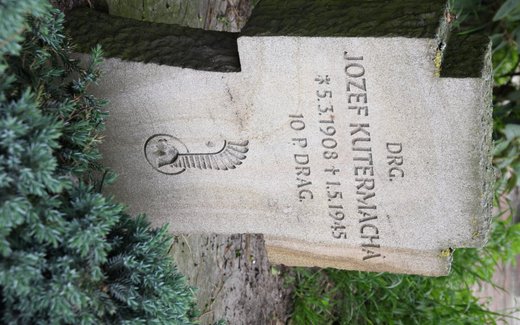 DRG.
JOZEF KUTERMACHA
* 5.3.1908 † 1.5.1945
10 P. DRAG.